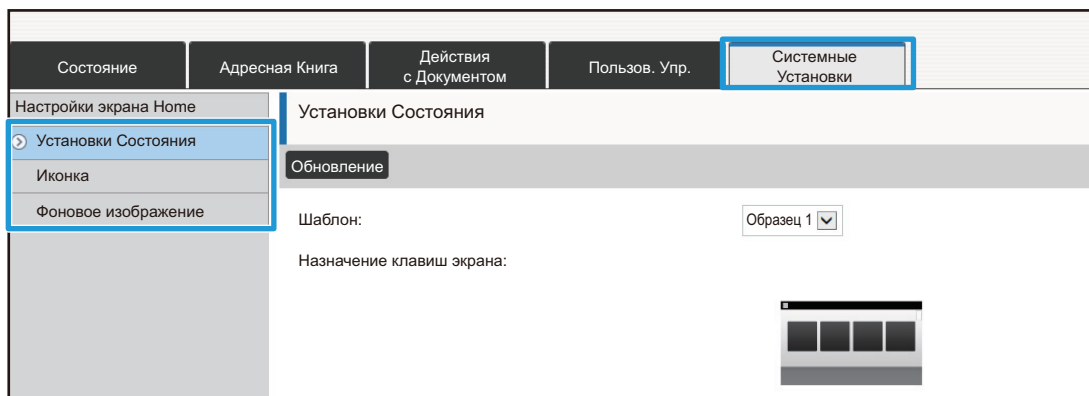 Состояние
Адресная Книга
Действия
с Документом
Пользов. Упр.
Системные
Установки
Настройки экрана Home
Установки Состояния
Иконка
Фоновое изображение
Установки Состояния
Обновление
Шаблон:
Образец 1
Назначение клавиш экрана: